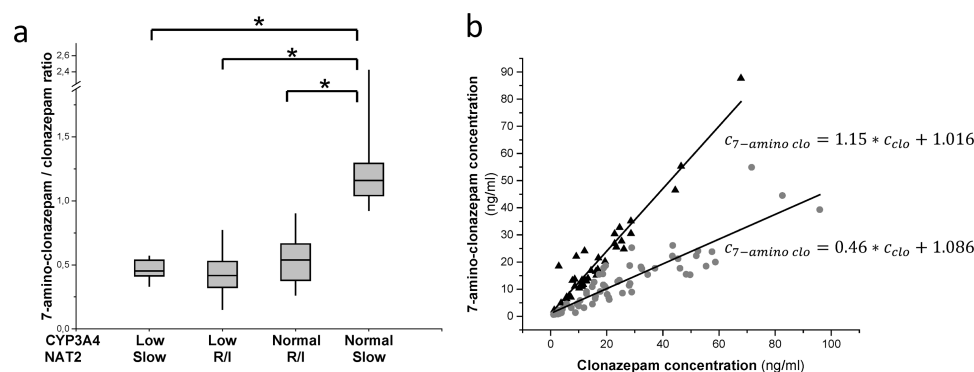 a
7-amino-clonazepam / clonazepam ratio
2,6
2,4
1,5
1,0
0,5
0,0
*
*
*
CYP3A4 Low Low Normal Normal
NAT2 Slow R/I R/I Slow
b
7-amino-clonazepam concentration
(ng/ml)
90
80
70
60
50
40
30
20
10
0
c7−amino clo = 1.15 * cclo + 1.016
c7−amino clo = 0.46 * cclo + 1.086
0 20 40 60 80 100
Clonazepam concentration (ng/ml)